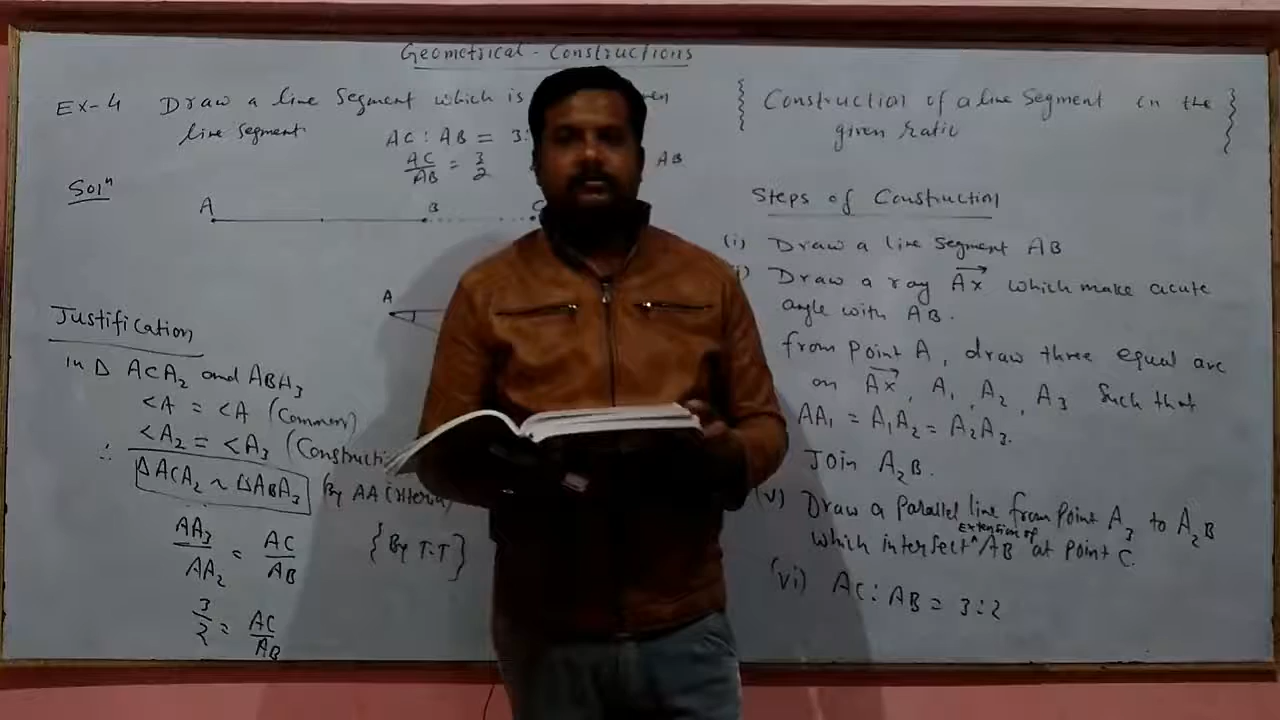 Geometrical - Constructions
Ex-4 Draw a line Segment which is
line segment.
AC : AB = 3:
AC/AB = 3/2
AB
Solⁿ
A B C
A
Justification
in Δ ACA₂ and ABA₃
<A = <A (Common)
<A₂ = <A₃ (Constructi
∴ ΔACA₂ ~ ΔABA₃ (By AA Criteria)
AA₃/AA₂ = AC/AB {By T.T}
3/2 = AC/AB
{ Construction of a line Segment in the }
given ratio
Steps of Construction
(i) Draw a line Segment AB
Draw a ray AX→ which make acute
angle with AB.
from point A, draw three equal arc
on AX→, A₁, A₂, A₃ Such that
AA₁ = A₁A₂ = A₂A₃.
Join A₂B.
(v) Draw a parallel line from point A₃ to A₂B
which intersect ^ extension of AB at point C.
(vi) AC : AB = 3:2